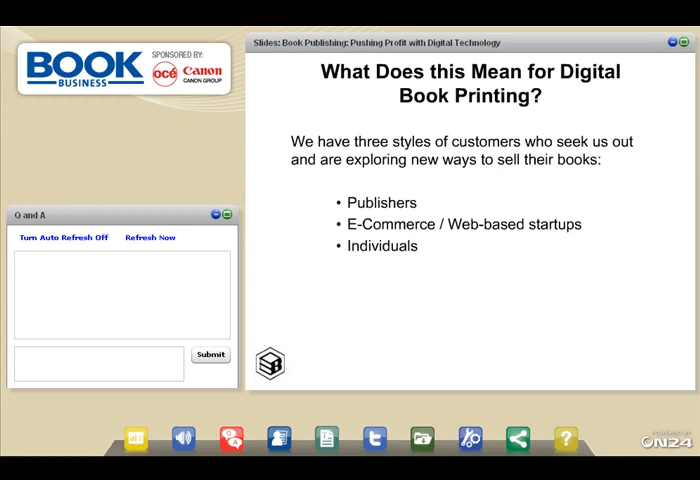 BOOK
BUSINESS
SPONSORED BY:
océ
Canon
CANON GROUP
Slides: Book Publishing: Pushing Profit with Digital Technology
What Does this Mean for Digital
Book Printing?
We have three styles of customers who seek us out
and are exploring new ways to sell their books:
• Publishers
• E-Commerce / Web-based startups
• Individuals
Q and A
Turn Auto Refresh Off
Refresh Now
Submit
Q
A
?
POWERED BY
ON24